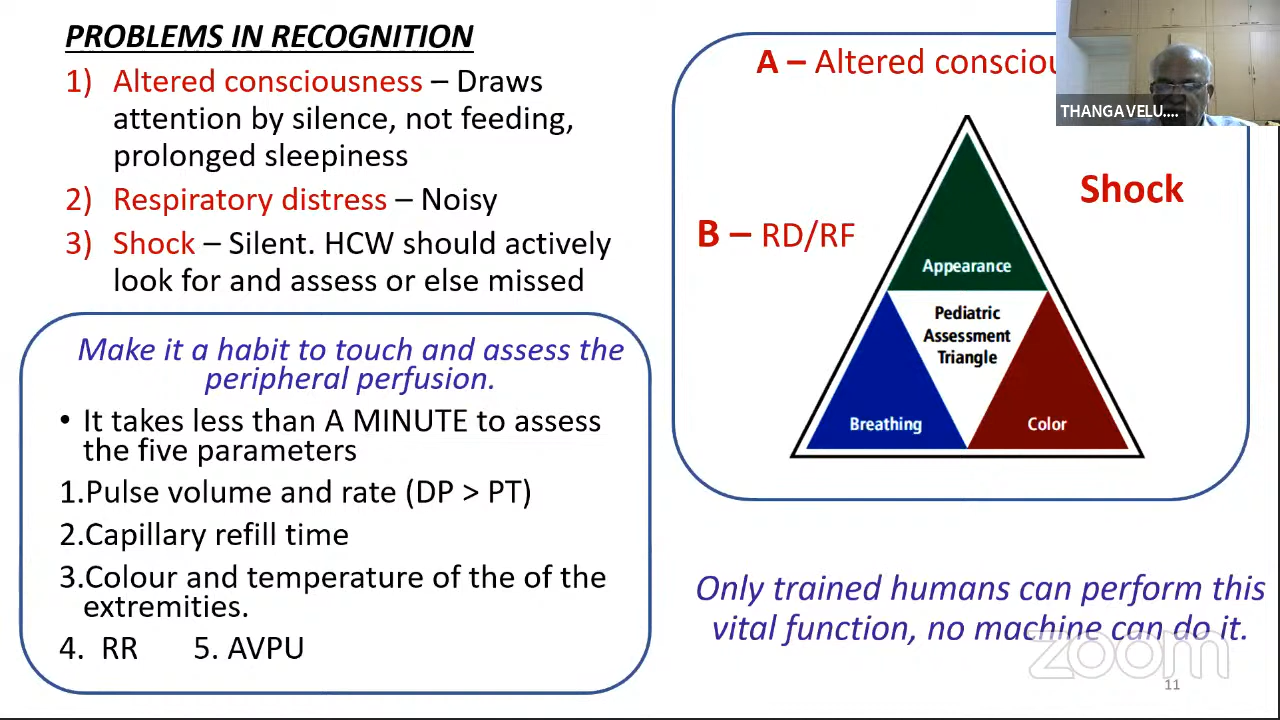 PROBLEMS IN RECOGNITION
1) Altered consciousness – Draws
attention by silence, not feeding,
prolonged sleepiness
2) Respiratory distress – Noisy
3) Shock – Silent. HCW should actively
look for and assess or else missed
Make it a habit to touch and assess the
peripheral perfusion.
• It takes less than A MINUTE to assess
the five parameters
1.Pulse volume and rate (DP > PT)
2.Capillary refill time
3.Colour and temperature of the of the
extremities.
4. RR 5. AVPU
A – Altered
THANGAVELU....
Shock
B – RD/RF
Appearance
Pediatric
Assessment
Triangle
Breathing
Color
Only trained humans can perform this
vital function, no machine can do it.
zoom
11